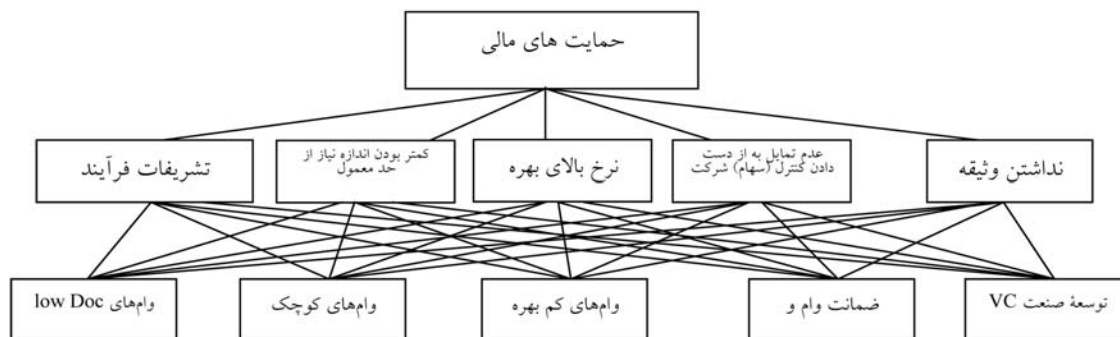 حمایت های مالی
نداشتن وثیقه
عدم تمایل به از دست
دادن کنترل (سهام) شرکت
نرخ بالای بهره
کمتر بودن اندازه نیاز از
حد معمول
تشریفات فرآیند
توسعۀ صنعت VC
ضمانت وام و
وام‌های کم بهره
وام‌های کوچک
وام‌های low Doc